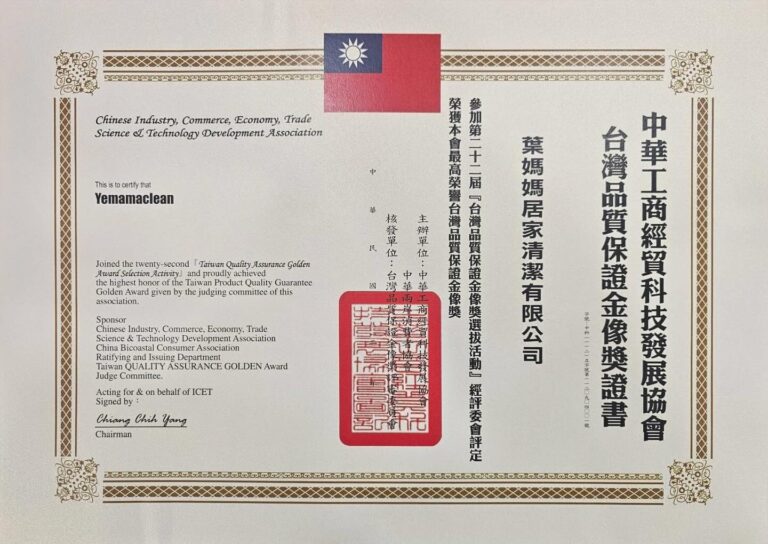 中華工商經貿科技發展協會
台灣品質保證金像獎證書
葉媽媽居家清潔有限公司
參加第二十二屆『台灣品質保證金像獎選拔活動』經評委會評定
榮獲本會最高榮譽台灣品質保證金像獎
主辦單位：中華工商經貿科技發展協會
中華兩岸消費者協會
核發單位：台灣品質保證金像獎評審委員會
中華民國
Chinese Industry, Commerce, Economy, Trade
Science & Technology Development Association
This is to certify that
Yemamaclean
Joined the twenty-second『Taiwan Quality Assurance Golden
Award Selection Activity』and proudly achieved
the highest honor of the Taiwan Product Quality Guarantee
Golden Award given by the judging committee of this
association.
Sponsor
Chinese Industry, Commerce, Economy, Trade
Science & Technology Development Association
China Bicoastal Consumer Association
Ratifying and Issuing Department
Taiwan QUALITY ASSURANCE GOLDEN Award
Judge Committee.
Acting for & on behalf of ICET
Signed by：
Chiang Chih Yang
Chairman